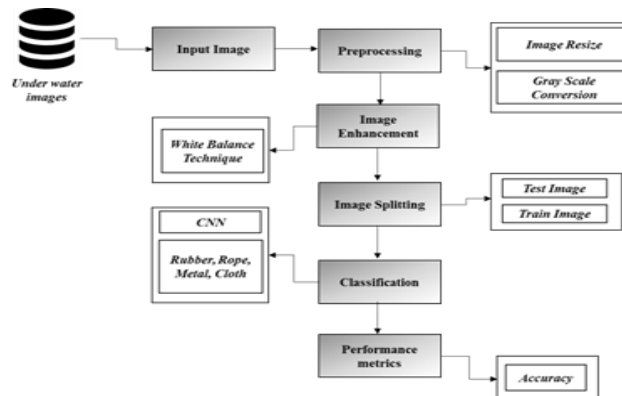 Under water
images
Input Image
Preprocessing
Image Resize
Gray Scale
Conversion
Image
Enhancement
White Balance
Technique
Image Splitting
Test Image
Train Image
CNN
Rubber, Rope,
Metal, Cloth
Classification
Performance
metrics
Accuracy